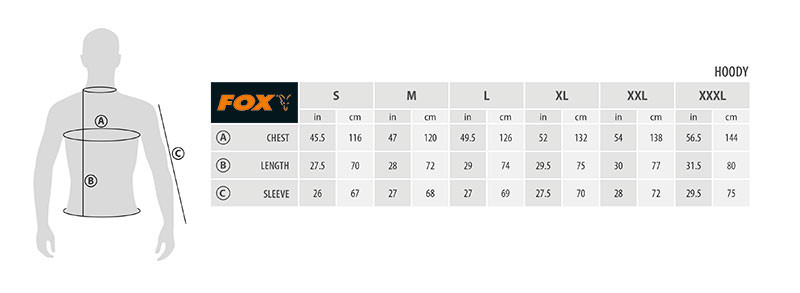 HOODY
FOX S M L XL XXL XXXL
in cm in cm in cm in cm in cm in cm
A CHEST 45.5 116 47 120 49.5 126 52 132 54 138 56.5 144
B LENGTH 27.5 70 28 72 29 74 29.5 75 30 77 31.5 80
C SLEEVE 26 67 27 68 27 69 27.5 70 28 72 29.5 75
A
C
B